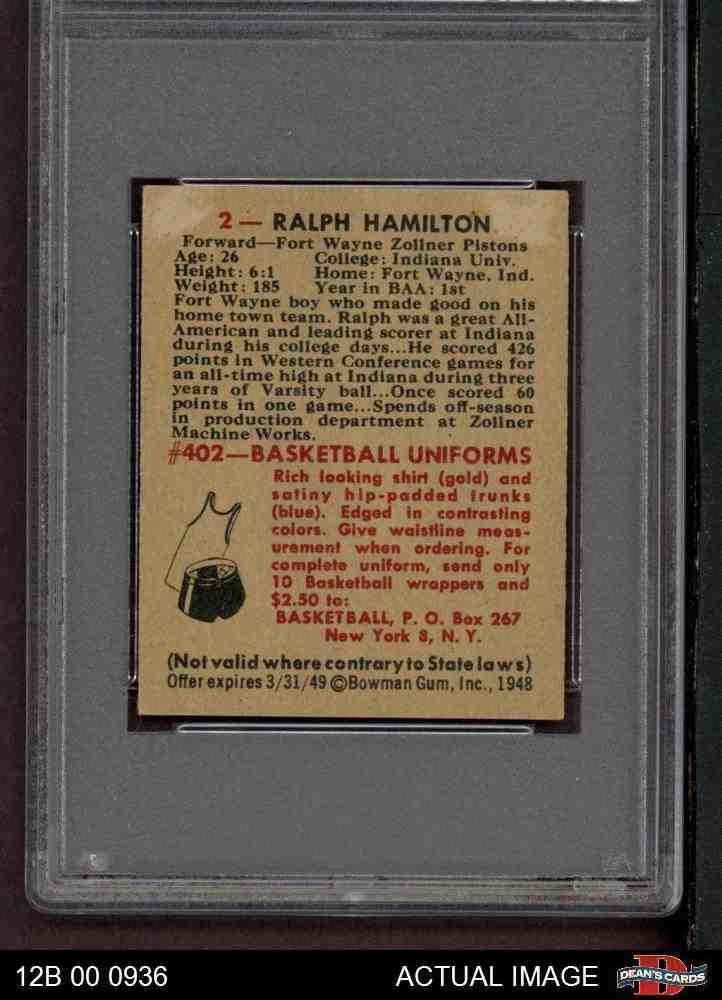 2 — RALPH HAMILTON
Forward—Fort Wayne Zollner Pistons
Age: 26 College: Indiana Univ.
Height: 6:1 Home: Fort Wayne, Ind.
Weight: 185 Year in BAA: 1st
Fort Wayne boy who made good on his
home town team. Ralph was a great All-
American and leading scorer at Indiana
during his college days...He scored 426
points in Western Conference games for
an all-time high at Indiana during three
years of Varsity ball...Once scored 60
points in one game...Spends off-season
in production department at Zollner
Machine Works.
#402—BASKETBALL UNIFORMS
Rich looking shirt (gold) and
satiny hip-padded trunks
(blue). Edged in contrasting
colors. Give waistline meas-
urement when ordering. For
complete uniform, send only
10 Basketball wrappers and
$2.50 to:
BASKETBALL, P. O. Box 267
New York 8, N. Y.
(Not valid where contrary to State laws)
Offer expires 3/31/49 ©Bowman Gum, Inc., 1948
12B 00 0936 ACTUAL IMAGE
D
DEAN'S CARDS